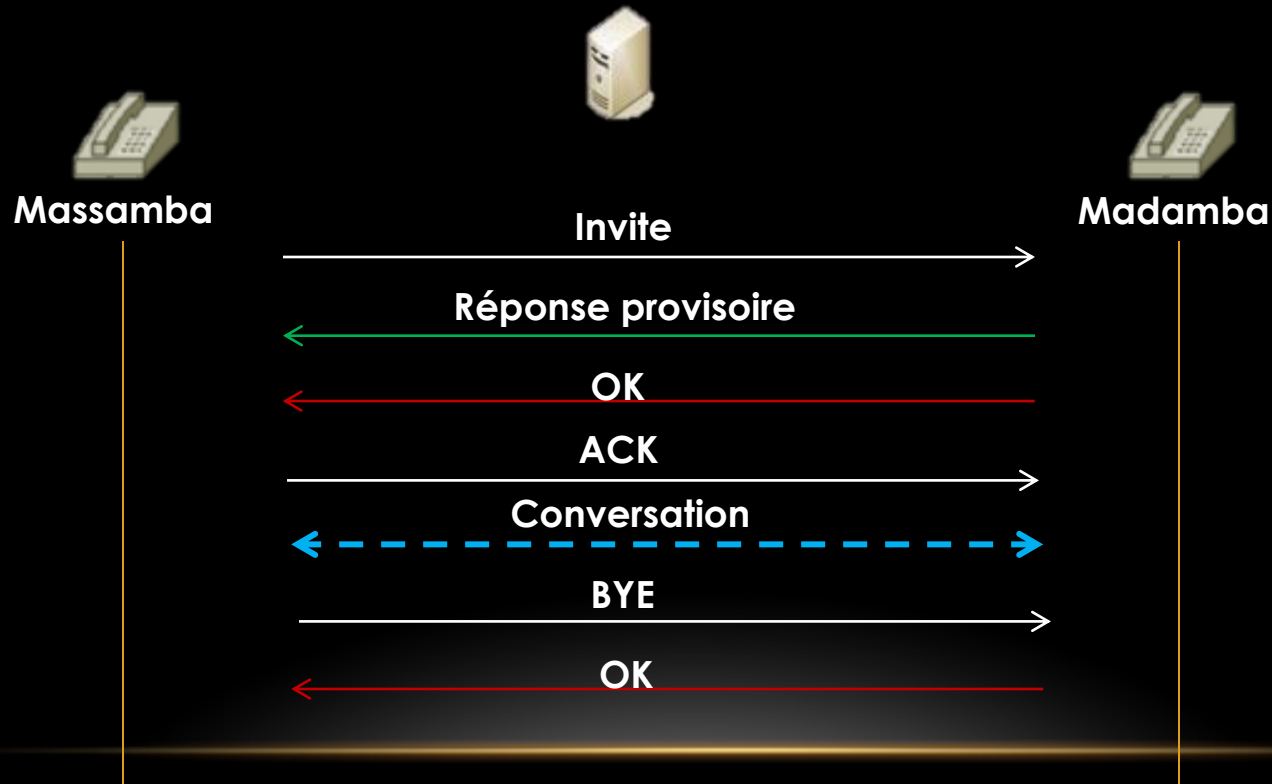 Massamba
Madamba
Invite
Réponse provisoire
OK
ACK
Conversation
BYE
OK